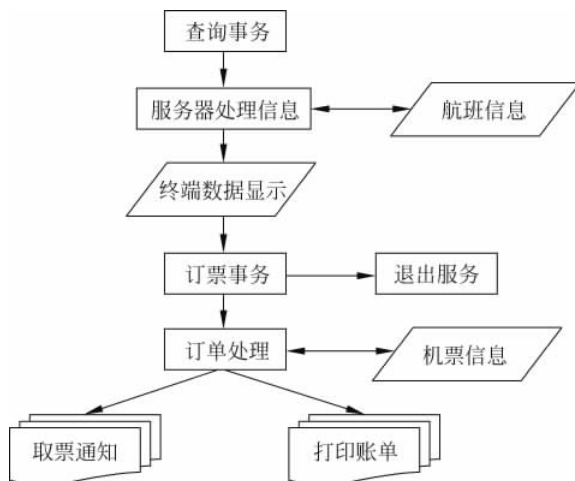 查询事务
服务器处理信息
航班信息
终端数据显示
订票事务
退出服务
订单处理
机票信息
取票通知
打印账单